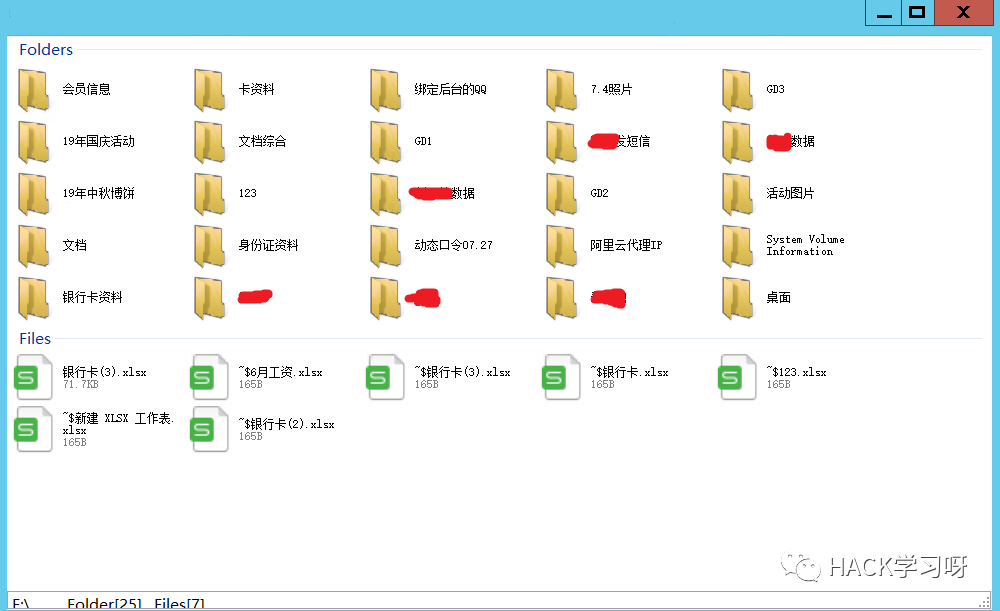 Folders
会员信息
卡资料
绑定后台的QQ
7.4照片
GD3
19年国庆活动
文档综合
GD1
发短信
数据
19年中秋博饼
123
数据
GD2
活动图片
文档
身份证资料
动态口令07.27
阿里云代理IP
System Volume
Information
银行卡资料
桌面
Files
银行卡(3).xlsx
71.7KB
~$6月工资.xlsx
165B
~$银行卡(3).xlsx
165B
~$银行卡.xlsx
165B
~$123.xlsx
165B
~$新建 XLSX 工作表.
xlsx
165B
~$银行卡(2).xlsx
165B
HACK学习呀
F:\ Folder[25] Files[7]